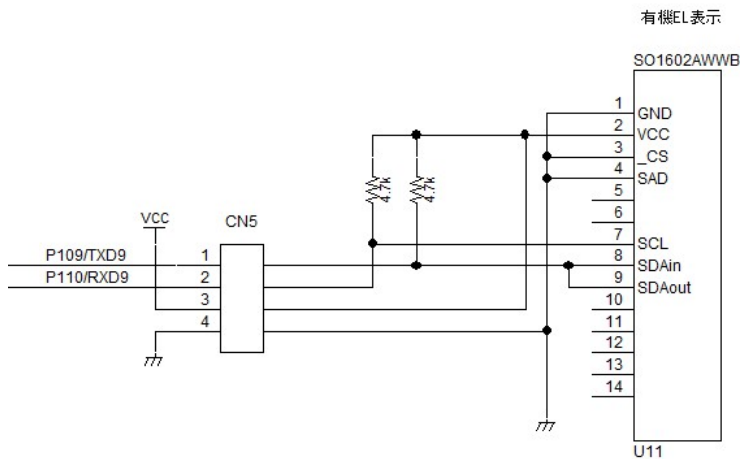 有機EL表示
SO1602AWWB
1 GND
2 VCC
3 _CS
4 SAD
5
6
7 SCL
8 SDAin
9 SDAout
10
11
12
13
14
U11
4.7k
4.7k
VCC
CN5
P109/TXD9 1
P110/RXD9 2
3
4